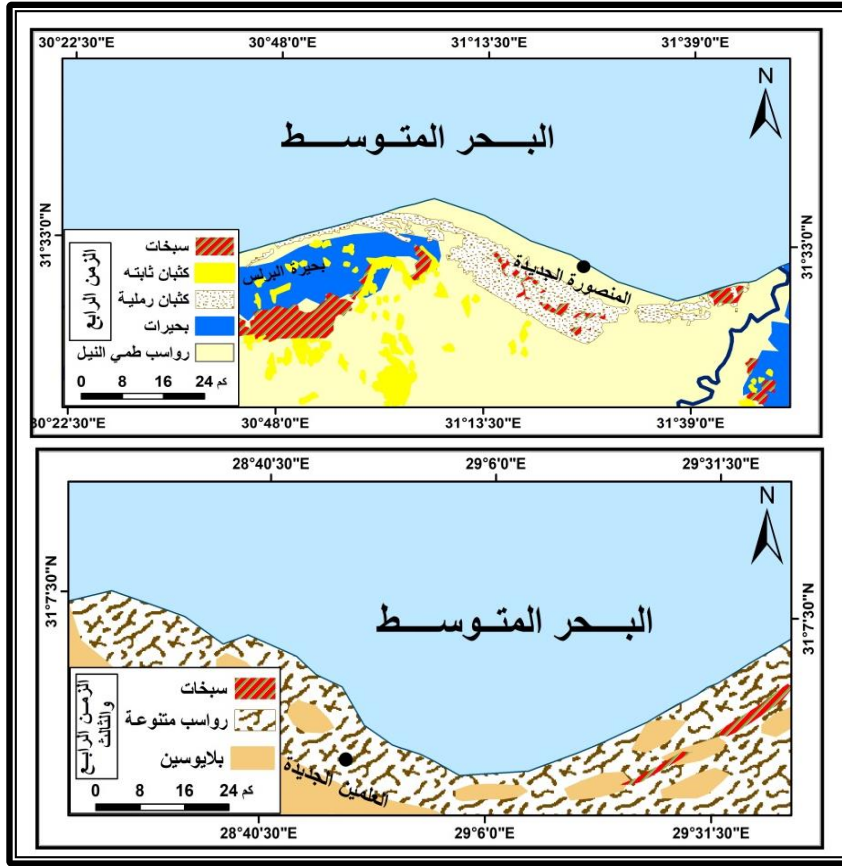 30°22'30"E 30°48'0"E 31°13'30"E 31°39'0"E
N
البـــحر المتـوســـط
31°33'0"N
31°33'0"N
الزمن الرابع
سبخات
كثبان ثابته
كثبان رملية
بحيرات
رواسب طمي النيل
0 8 16 24 كم
بحيرة البرلس
المنصورة الجديدة
30°22'30"E 30°48'0"E 31°13'30"E 31°39'0"E
28°40'30"E 29°6'0"E 29°31'30"E
N
31°7'30"N
31°7'30"N
البـــحر المتـوســـط
الزمن الرابع
والثالث
سبخات
رواسب متنوعة
بلايوسين
0 8 16 24 كم
العلمين الجديدة
28°40'30"E 29°6'0"E 29°31'30"E